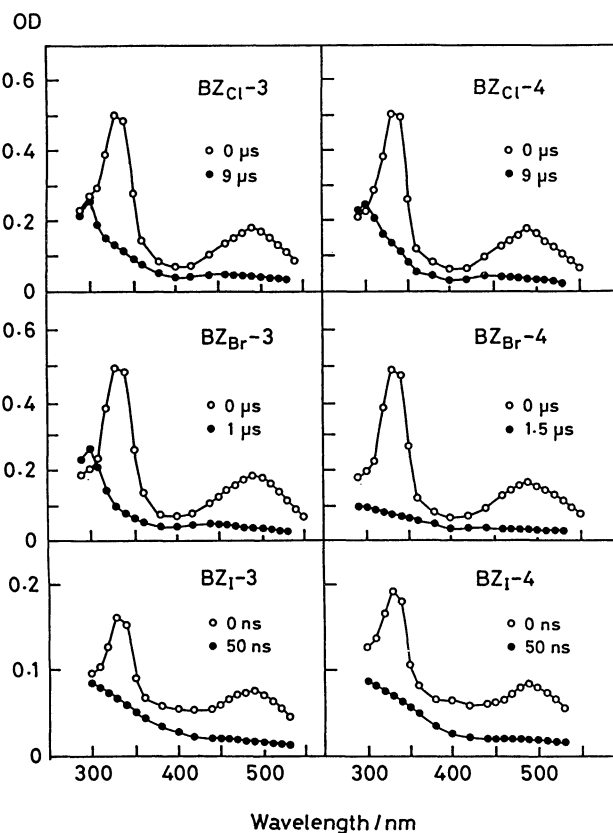 OD
0.6
0.4
0.2
0
BZCl-3
○ 0 µs
● 9 µs
BZCl-4
○ 0 µs
● 9 µs
0.6
0.4
0.2
0
BZBr-3
○ 0 µs
● 1 µs
BZBr-4
○ 0 µs
● 1.5 µs
0.2
0.1
0
BZI-3
○ 0 ns
● 50 ns
BZI-4
○ 0 ns
● 50 ns
300 400 500 300 400 500
Wavelength / nm